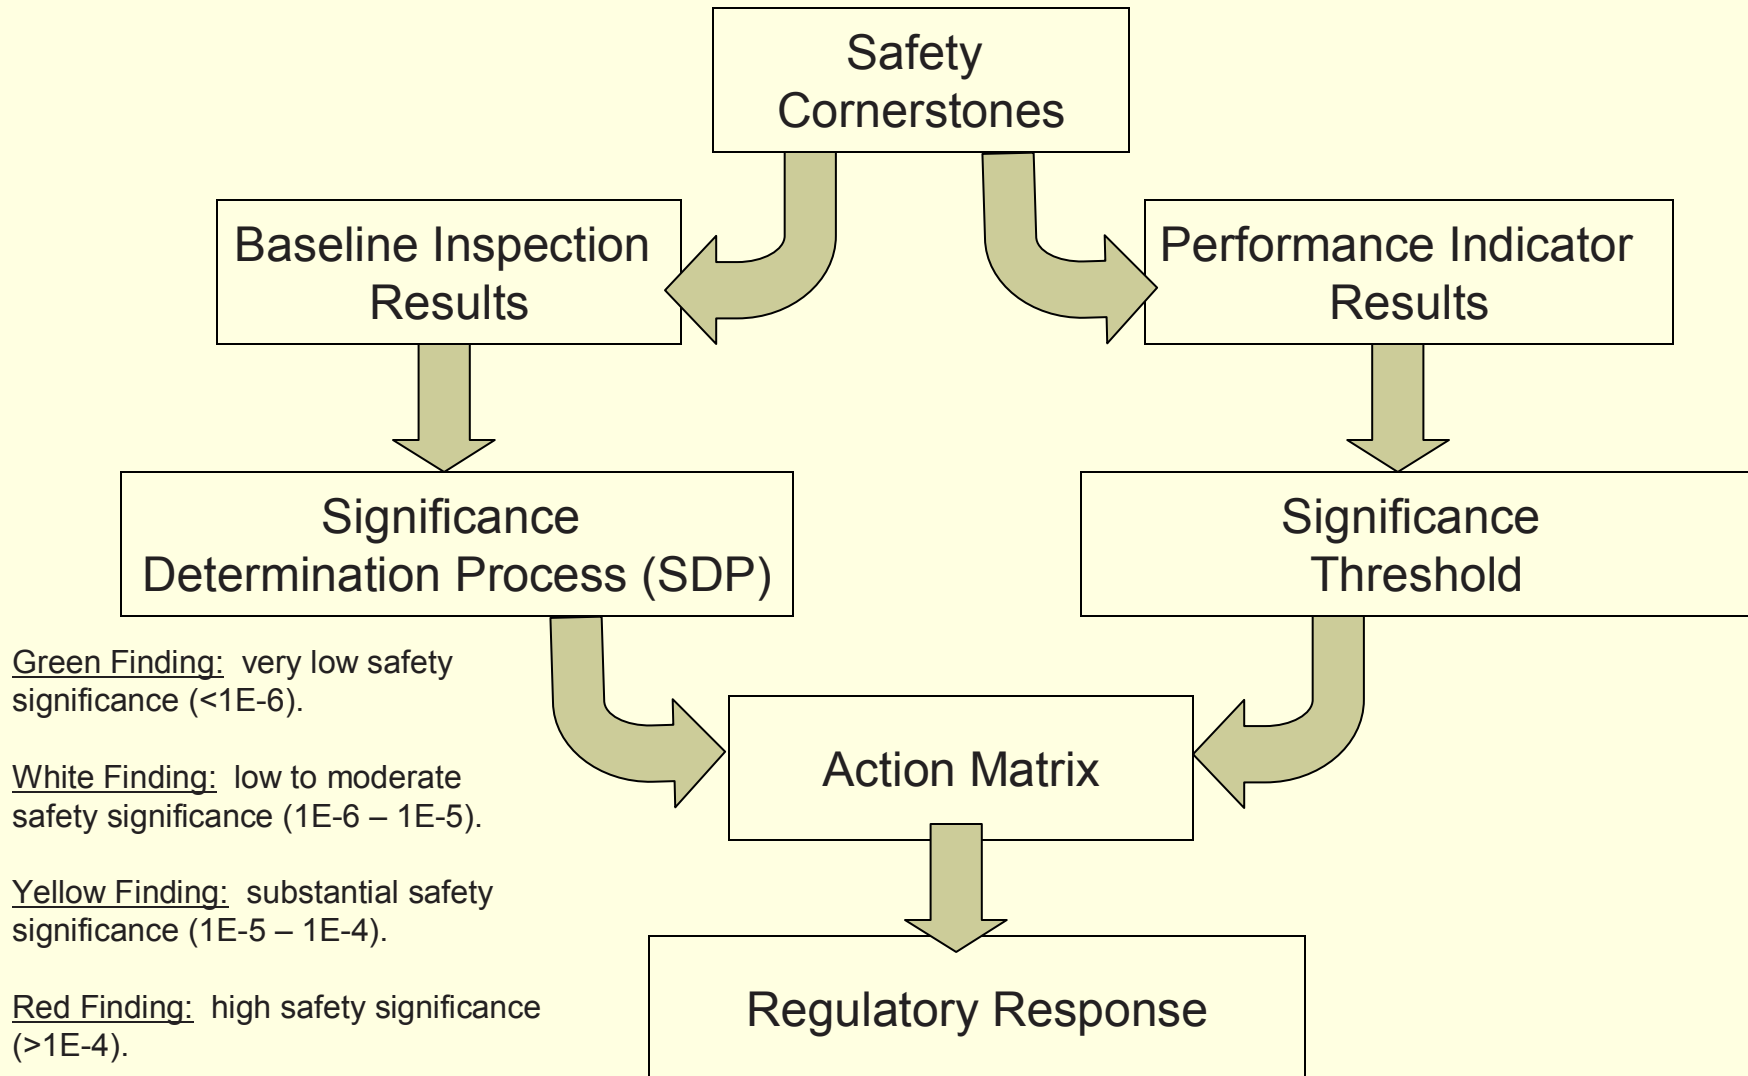 Safety
Cornerstones
Baseline Inspection
Results
Performance Indicator
Results
Significance
Determination Process (SDP)
Significance
Threshold
Green Finding:  very low safety
significance (<1E-6).
White Finding:  low to moderate
safety significance (1E-6 – 1E-5).
Yellow Finding:  substantial safety
significance (1E-5 – 1E-4).
Red Finding:  high safety significance
(>1E-4).
Action Matrix
Regulatory Response